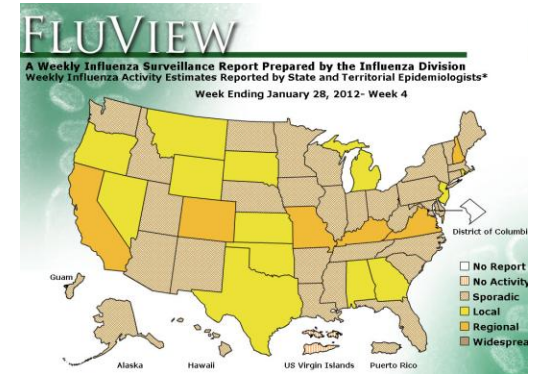 FLUVIEW
A Weekly Influenza Surveillance Report Prepared by the Influenza Division
Weekly Influenza Activity Estimates Reported by State and Territorial Epidemiologists*
Week Ending January 28, 2012- Week 4
District of Columbi
No Report
No Activity
Sporadic
Local
Regional
Widesprea
Guam
Alaska
Hawaii
US Virgin Islands
Puerto Rico